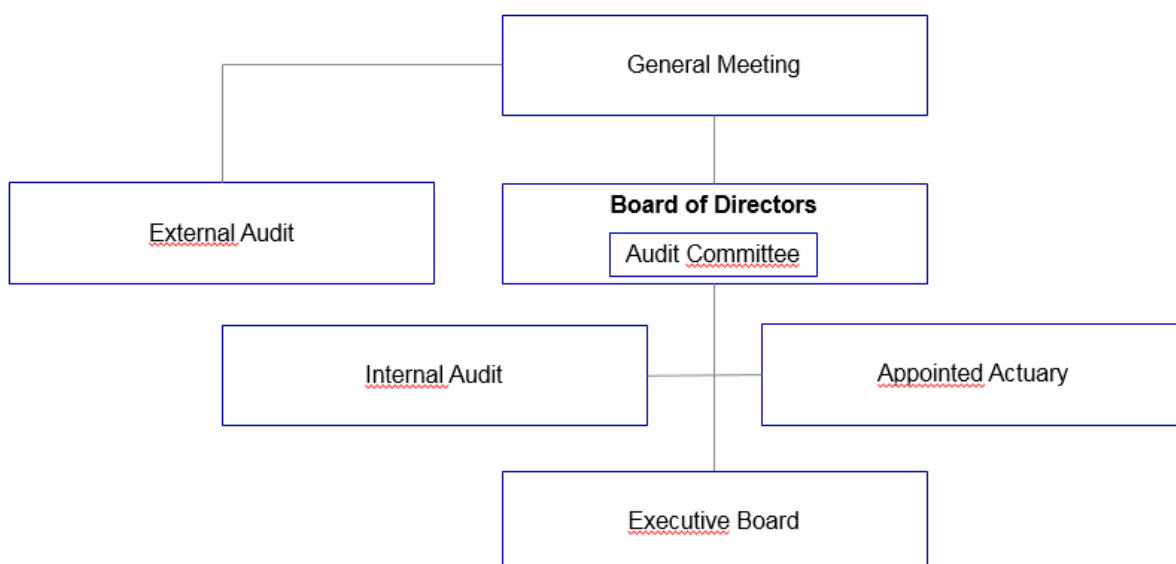 General Meeting
External Audit
Board of Directors
Audit Committee
Internal Audit
Appointed Actuary
Executive Board